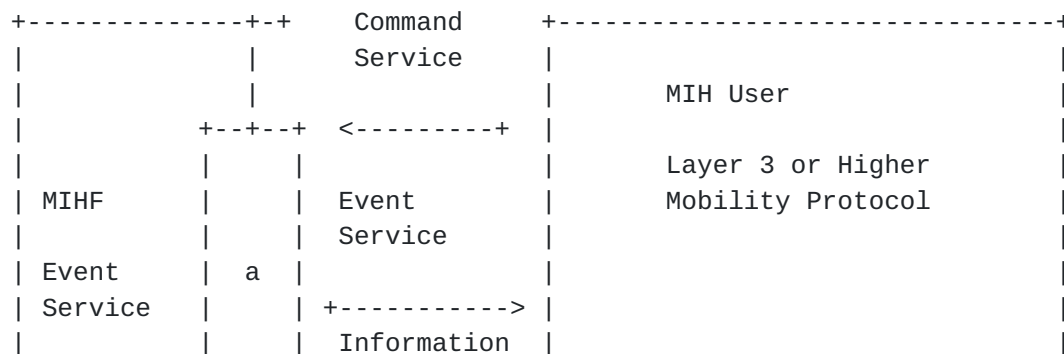 +--------------+-+    Command     +--------------------------------+
|              |      Service     |                                |
|              |                  |       MIH User                 |
|           +--+--+  <---------+  |                                |
|           |     |               |       Layer 3 or Higher        |
| MIHF      |     |  Event        |       Mobility Protocol        |
|           |     |  Service      |                                |
| Event     |  a  |               |                                |
| Service   |     | +-----------> |                                |
|           |     |  Information  |                                |